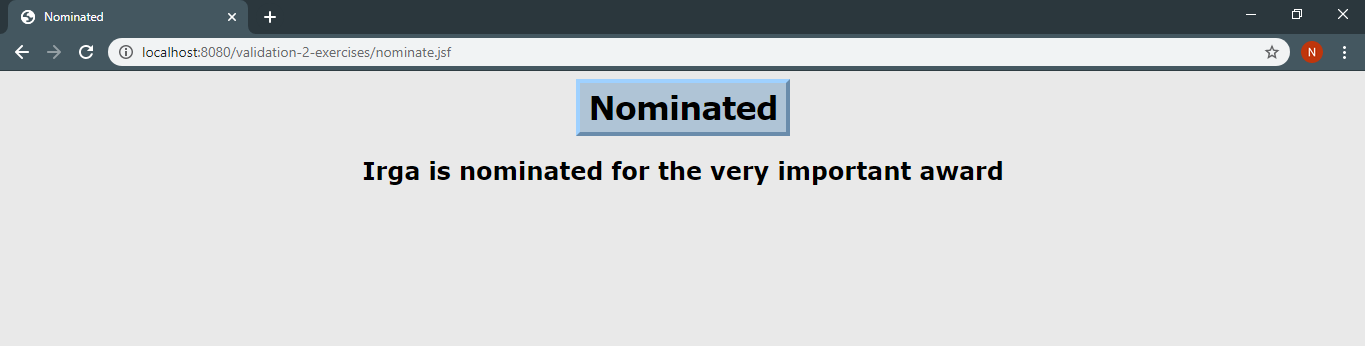 Nominated
localhost:8080/validation-2-exercises/nominate.jsf
N
Nominated
Irga is nominated for the very important award